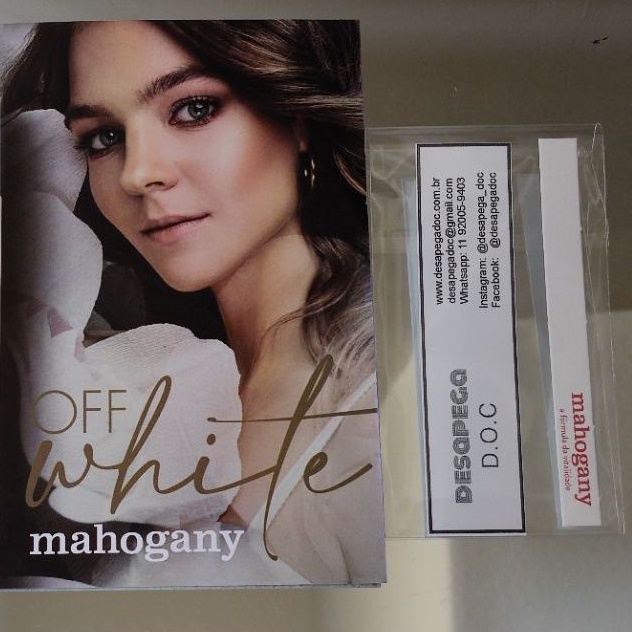 OFF
white
mahogany
DESAPEGA
D.O.C
www.desapegadoc.com.br
desapegadoc@gmail.com
Whatsapp: 11 92005-9403
Instagram: @desapega_doc
Facebook: @desapegadoc
mahogany
a fórmula da vitalidade